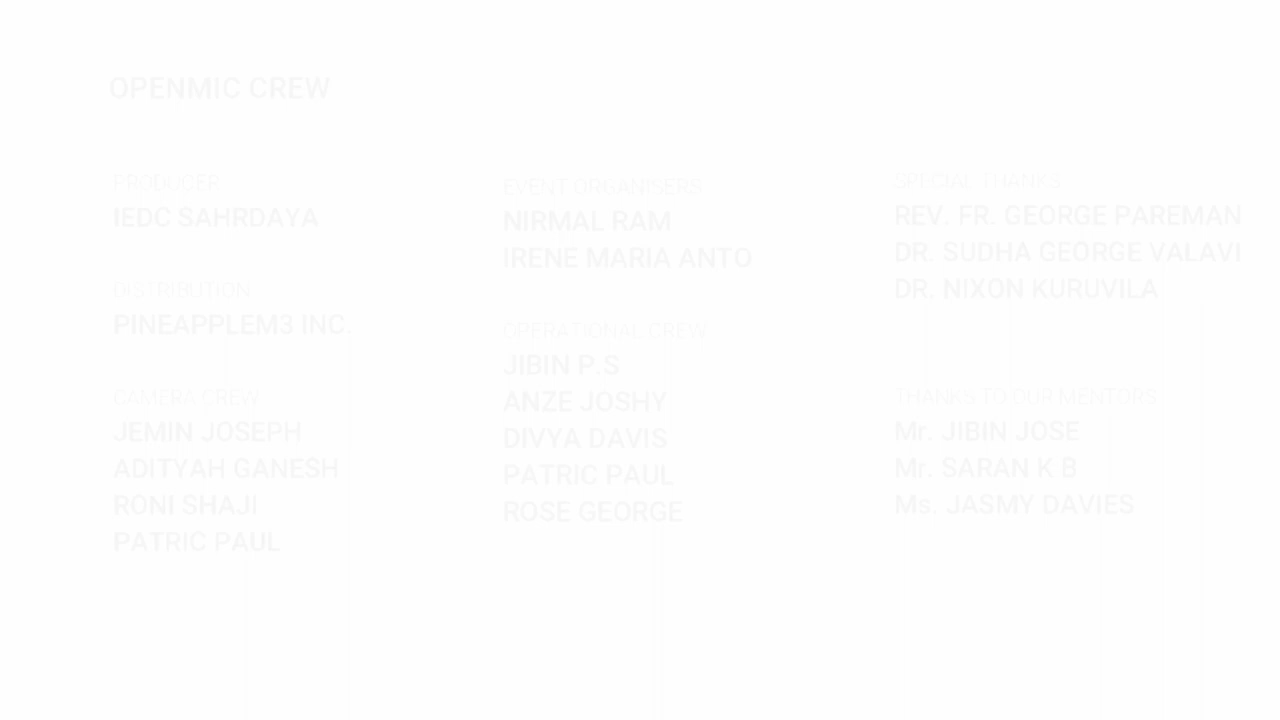 OPENMIC CREW
PRODUCER
IEDC SAHRDAYA
DISTRIBUTION
PINEAPPLEM3 INC.
CAMERA CREW
JEMIN JOSEPH
ADITYAH GANESH
RONI SHAJI
PATRIC PAUL
EVENT ORGANISERS
NIRMAL RAM
IRENE MARIA ANTO
OPERATIONAL CREW
JIBIN P.S
ANZE JOSHY
DIVYA DAVIS
PATRIC PAUL
ROSE GEORGE
SPECIAL THANKS
REV. FR. GEORGE PAREMAN
DR. SUDHA GEORGE VALAVI
DR. NIXON KURUVILA
THANKS TO OUR MENTORS
Mr. JIBIN JOSE
Mr. SARAN K B
Ms. JASMY DAVIES